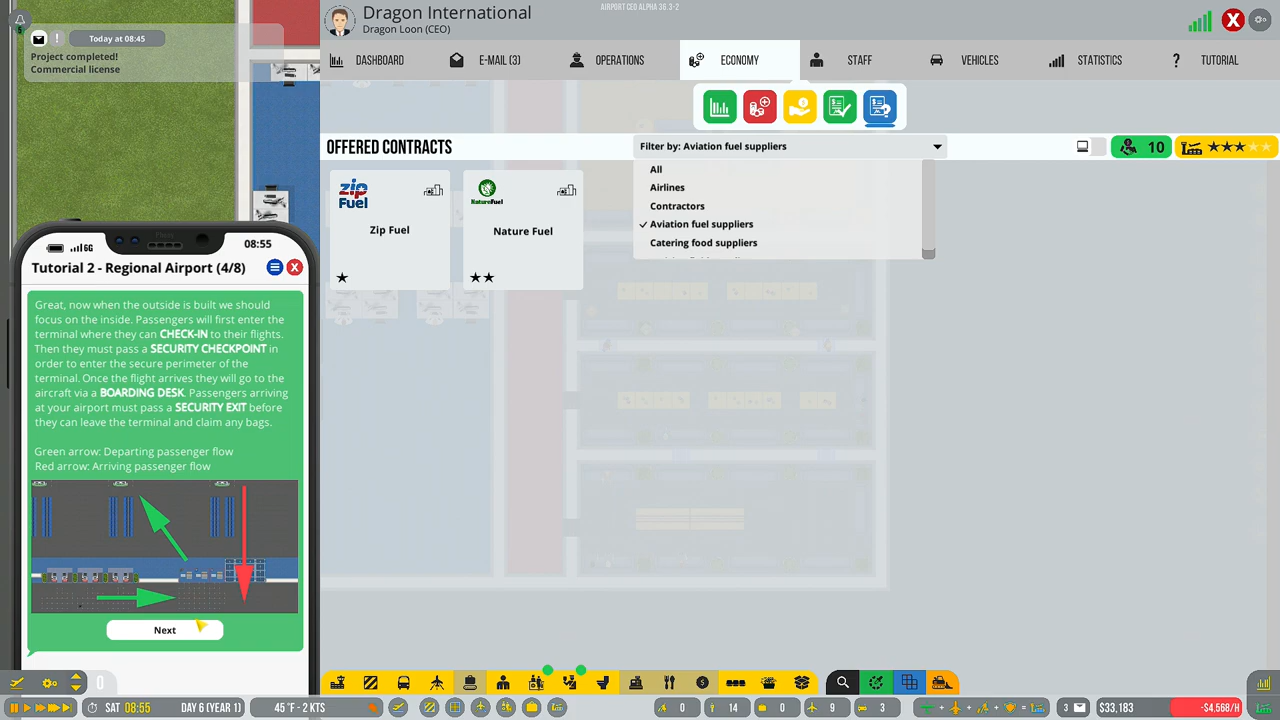 AIRPORT CEO ALPHA 36.3-2
Dragon International
Dragon Loon (CEO)
Today at 08:45
Project completed!
Commercial license
DASHBOARD
E-MAIL (3)
OPERATIONS
ECONOMY
STAFF
VEHICLES
STATISTICS
TUTORIAL
OFFERED CONTRACTS
Filter by: Aviation fuel suppliers
10
All
Airlines
Contractors
Aviation fuel suppliers
Catering food suppliers
zip
Fuel
Zip Fuel
NatureFuel
Nature Fuel
6G
08:55
Tutorial 2 - Regional Airport (4/8)
Great, now when the outside is built we should
focus on the inside. Passengers will first enter the
terminal where they can CHECK-IN to their flights.
Then they must pass a SECURITY CHECKPOINT in
order to enter the secure perimeter of the
terminal. Once the flight arrives they will go to the
aircraft via a BOARDING DESK. Passengers arriving
at your airport must pass a SECURITY EXIT before
they can leave the terminal and claim any bags.
Green arrow: Departing passenger flow
Red arrow: Arriving passenger flow
Next
0
SAT 08:55
DAY 6 (YEAR 1)
45 °F - 2 KTS
0
14
0
9
3
3
$33,183
-$4.568/H